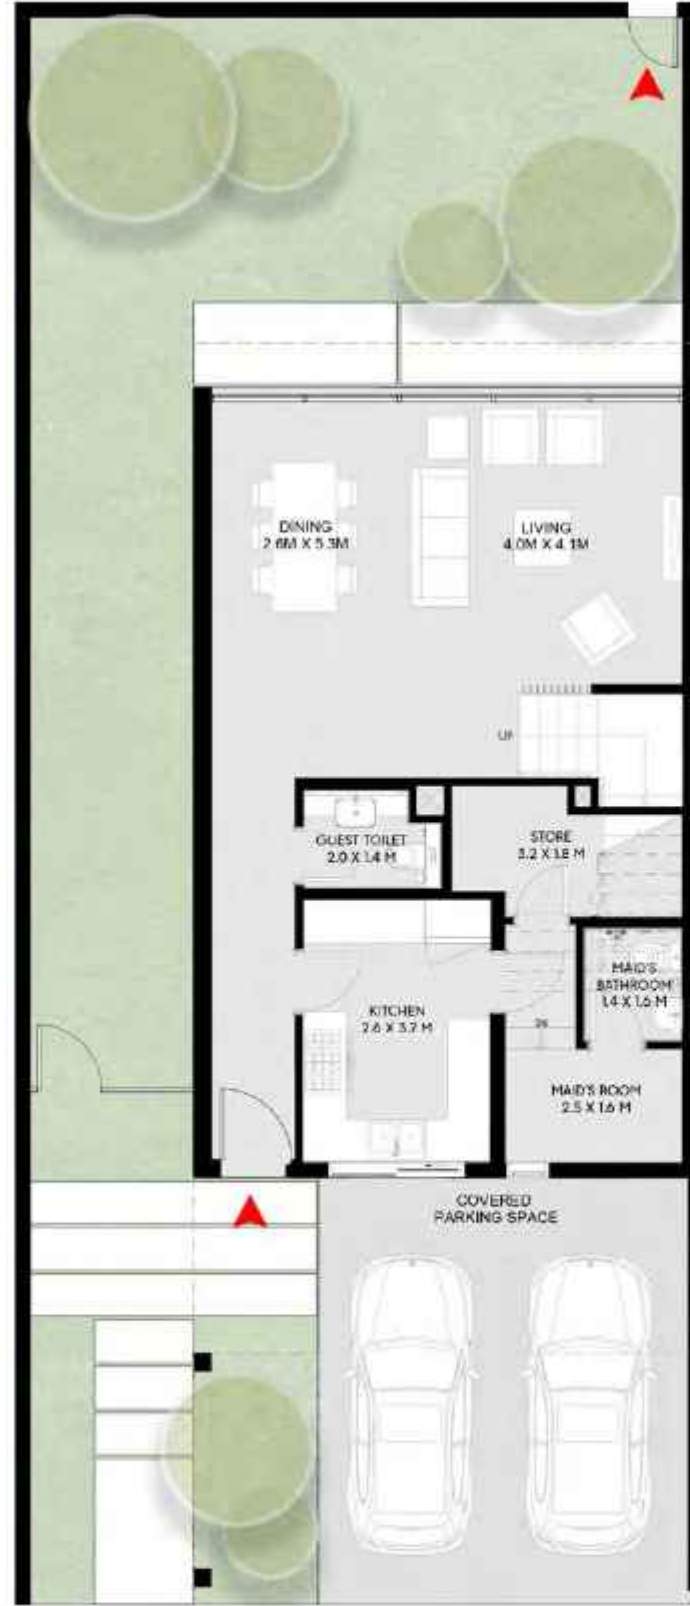 DINING
2.6M X 5.3M
LIVING
4.0M X 4.1M
UP
GUEST TOILET
2.0 X 1.4 M
STORE
3.2 X 1.8 M
MAID'S
BATHROOM
1.4 X 1.6 M
KITCHEN
2.6 X 3.7 M
MAID'S ROOM
2.5 X 1.6 M
COVERED
PARKING SPACE